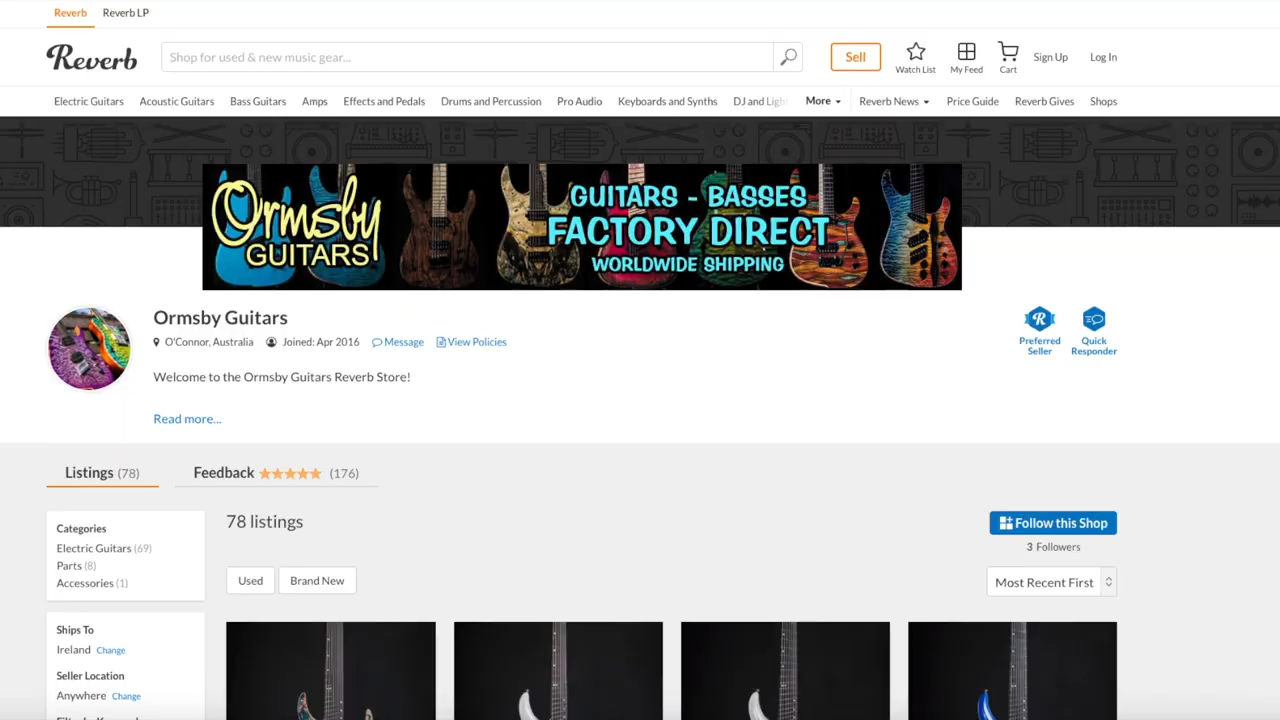 Reverb Reverb LP
Reverb
Shop for used & new music gear...
Sell
Watch List
My Feed
Cart
Sign Up
Log In
Electric Guitars Acoustic Guitars Bass Guitars Amps Effects and Pedals Drums and Percussion Pro Audio Keyboards and Synths DJ and Ligh More Reverb News Price Guide Reverb Gives Shops
Ormsby
GUITARS
GUITARS - BASSES
FACTORY DIRECT
WORLDWIDE SHIPPING
Ormsby Guitars
O'Connor, Australia Joined: Apr 2016 Message View Policies
Welcome to the Ormsby Guitars Reverb Store!
Read more...
R
Preferred
Seller
Quick
Responder
Listings (78) Feedback (176)
Categories
Electric Guitars (69)
Parts (8)
Accessories (1)
78 listings
Follow this Shop
3 Followers
Used Brand New
Most Recent First
Ships To
Ireland Change
Seller Location
Anywhere Change